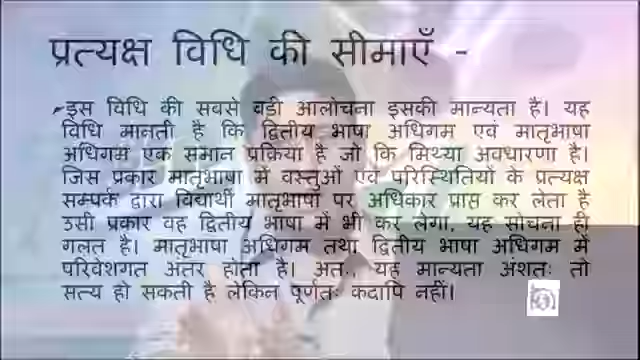 प्रत्यक्ष विधि की सीमाएँ -
इस विधि की सबसे बड़ी आलोचना इसकी मान्यता है। यह
विधि मानती है कि द्वितीय भाषा अधिगम एवं मातृभाषा
अधिगम एक समान प्रक्रिया है जो कि मिथ्या अवधारणा है।
जिस प्रकार मातृभाषा में वस्तुओं एवं परिस्थितियों के प्रत्यक्ष
सम्पर्क द्वारा विद्यार्थी मातृभाषा पर अधिकार प्राप्त कर लेता है
उसी प्रकार वह द्वितीय भाषा में भी कर लेगा, यह सोचना ही
गलत है। मातृभाषा अधिगम तथा द्वितीय भाषा अधिगम में
परिवेशगत अंतर होता है। अतः, यह मान्यता अंशतः तो
सत्य हो सकती है लेकिन पूर्णतः कदापि नहीं।